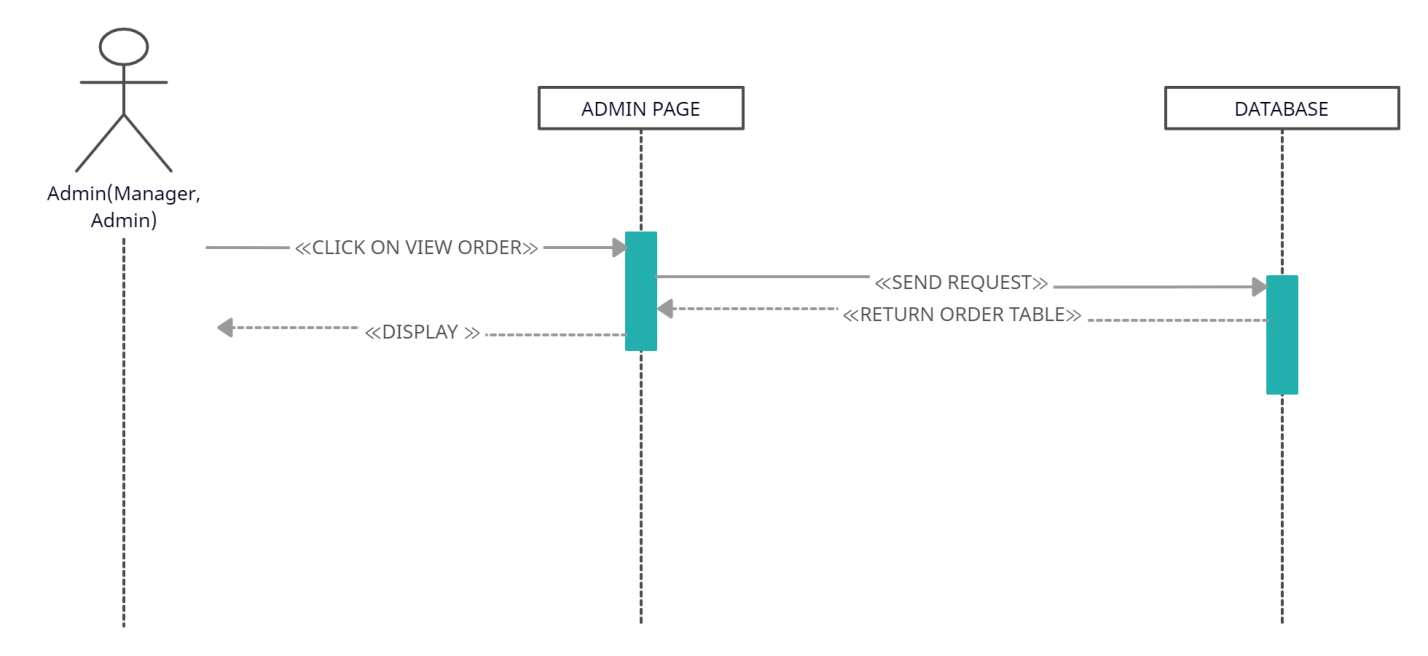 ADMIN PAGE
DATABASE
Admin(Manager,
Admin)
≪CLICK ON VIEW ORDER≫
≪SEND REQUEST≫
≪RETURN ORDER TABLE≫
≪DISPLAY ≫